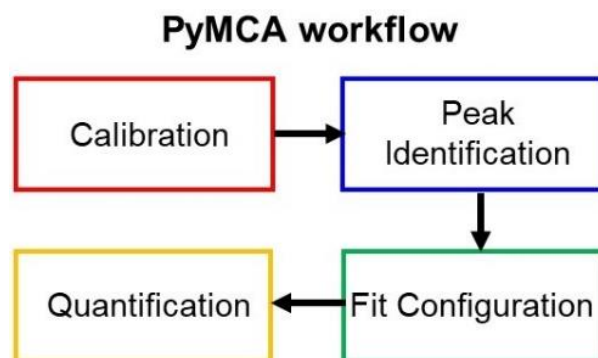 PyMCA workflow
Calibration
Peak
Identification
Fit Configuration
Quantification